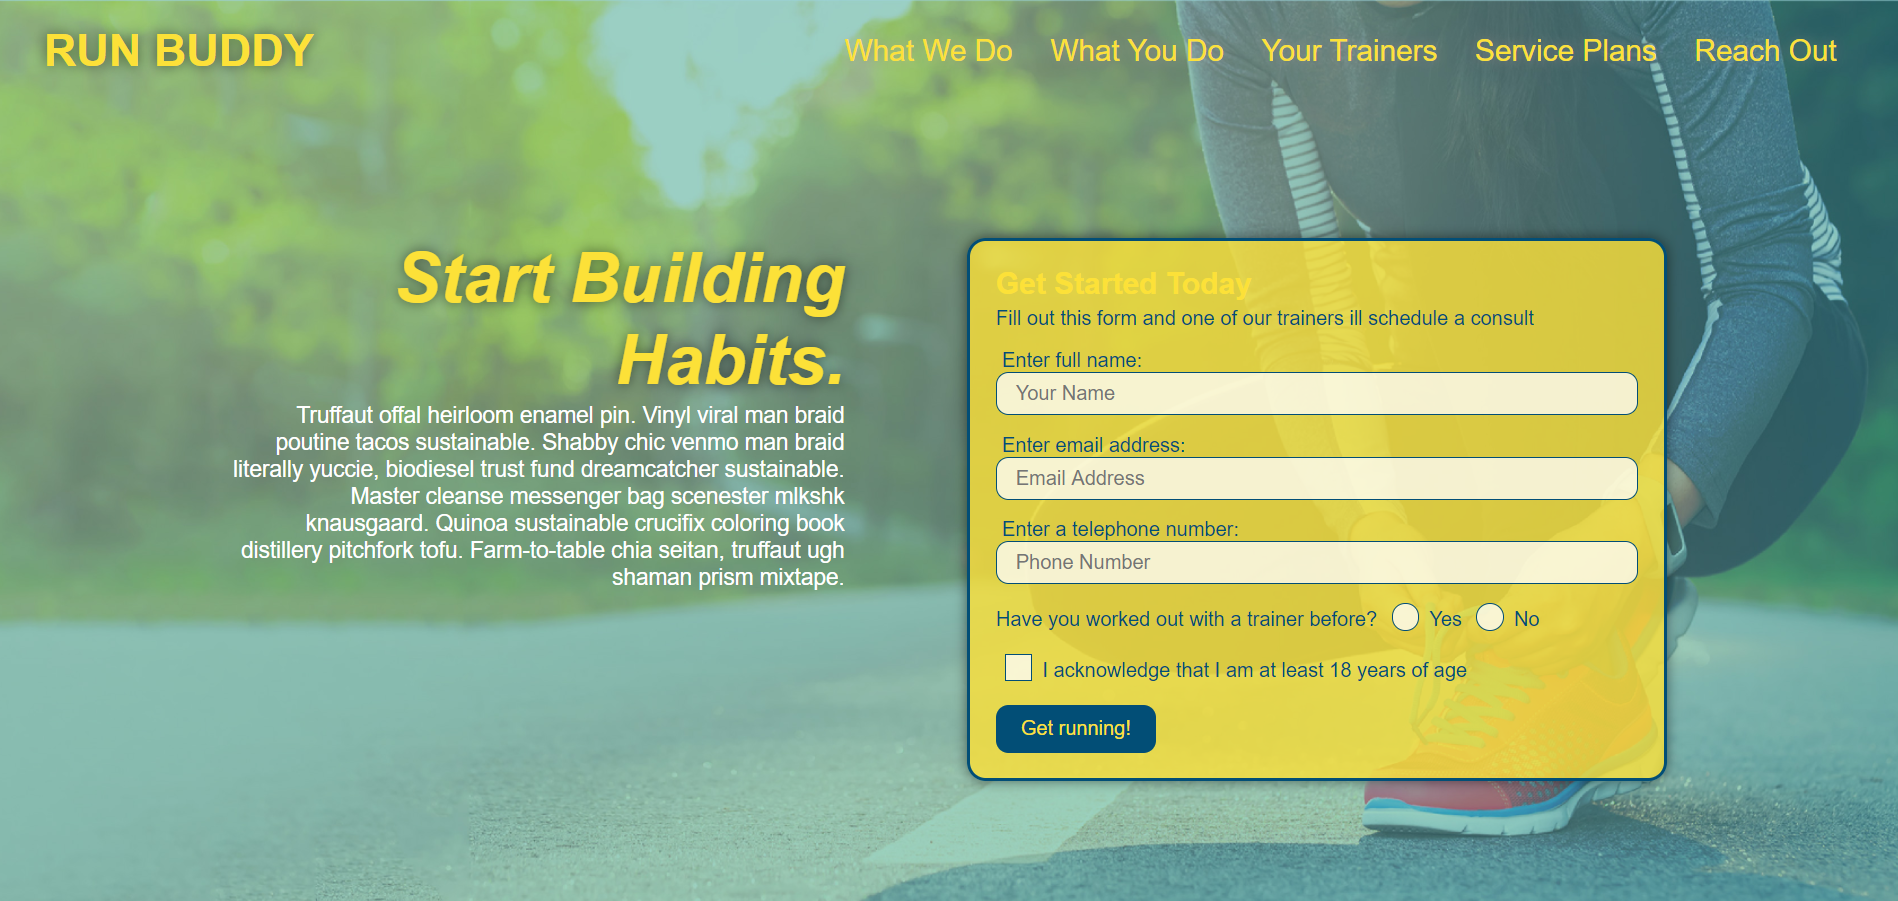 RUN BUDDY
What We Do What You Do Your Trainers Service Plans Reach Out
Start Building
Habits.
Truffaut offal heirloom enamel pin. Vinyl viral man braid
poutine tacos sustainable. Shabby chic venmo man braid
literally yuccie, biodiesel trust fund dreamcatcher sustainable.
Master cleanse messenger bag scenester mlkshk
knausgaard. Quinoa sustainable crucifix coloring book
distillery pitchfork tofu. Farm-to-table chia seitan, truffaut ugh
shaman prism mixtape.
Get Started Today
Fill out this form and one of our trainers ill schedule a consult
Enter full name:
Your Name
Enter email address:
Email Address
Enter a telephone number:
Phone Number
Have you worked out with a trainer before? Yes No
I acknowledge that I am at least 18 years of age
Get running!